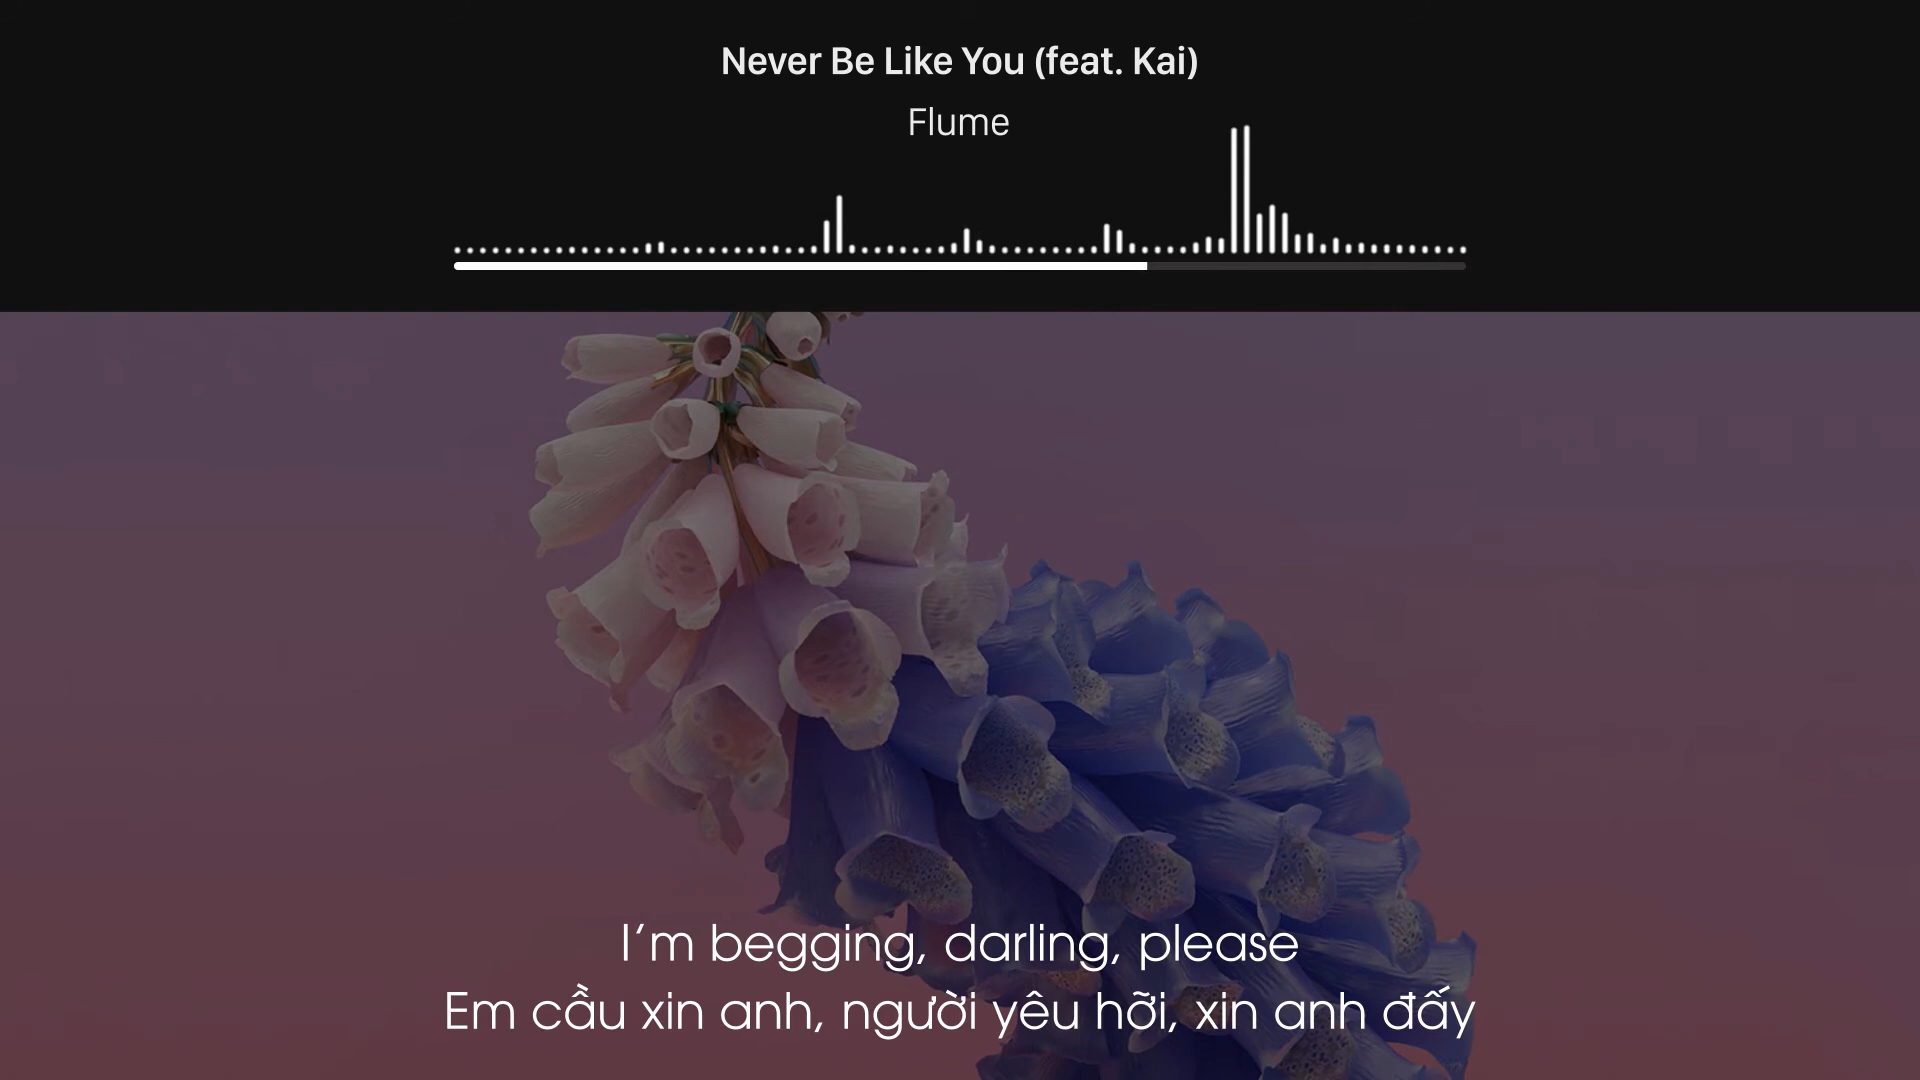 Never Be Like You (feat. Kai)
Flume
I’m begging, darling, please
Em cầu xin anh, người yêu hỡi, xin anh đấy